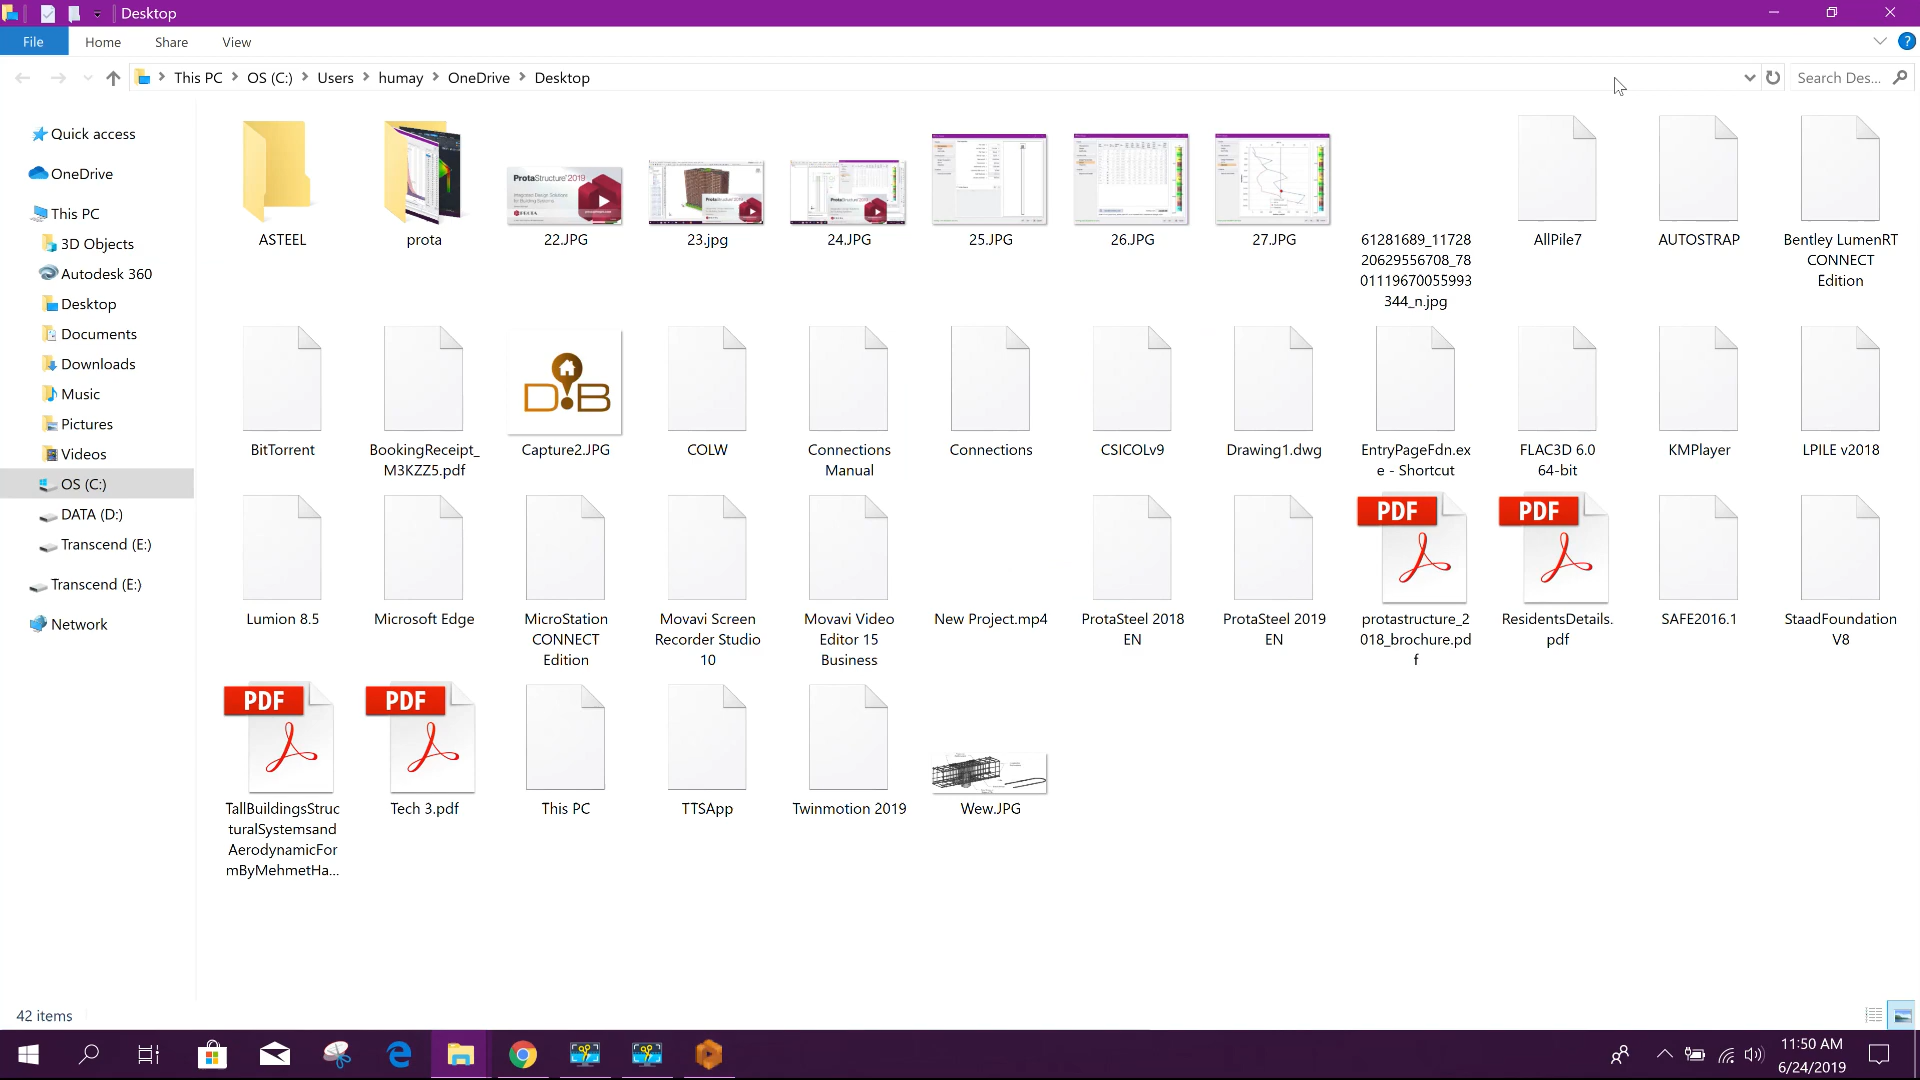 Desktop
File Home Share View
This PC > OS (C:) > Users > humay > OneDrive > Desktop
Search Des...
Quick access
OneDrive
This PC
3D Objects
Autodesk 360
Desktop
Documents
Downloads
Music
Pictures
Videos
OS (C:)
DATA (D:)
Transcend (E:)
Transcend (E:)
Network
ProtaStructure 2019
ASTEEL
prota
22.JPG
23.jpg
24.JPG
25.JPG
26.JPG
27.JPG
61281689_11728
20629556708_78
01119670055993
344_n.jpg
AllPile7
AUTOSTRAP
Bentley LumenRT
CONNECT
Edition
BitTorrent
BookingReceipt_
M3KZZ5.pdf
DB
Capture2.JPG
COLW
Connections
Manual
Connections
CSICOLv9
Drawing1.dwg
EntryPageFdn.ex
e - Shortcut
FLAC3D 6.0
64-bit
KMPlayer
LPILE v2018
Lumion 8.5
Microsoft Edge
MicroStation
CONNECT
Edition
Movavi Screen
Recorder Studio
10
Movavi Video
Editor 15
Business
New Project.mp4
ProtaSteel 2018
EN
ProtaSteel 2019
EN
PDF
protastructure_2
018_brochure.pd
f
PDF
ResidentsDetails.
pdf
SAFE2016.1
StaadFoundation
V8
PDF
TallBuildingsStruc
turalSystemsand
AerodynamicFor
mByMehmetHa...
PDF
Tech 3.pdf
This PC
TTSApp
Twinmotion 2019
Wew.JPG
42 items
11:50 AM
6/24/2019